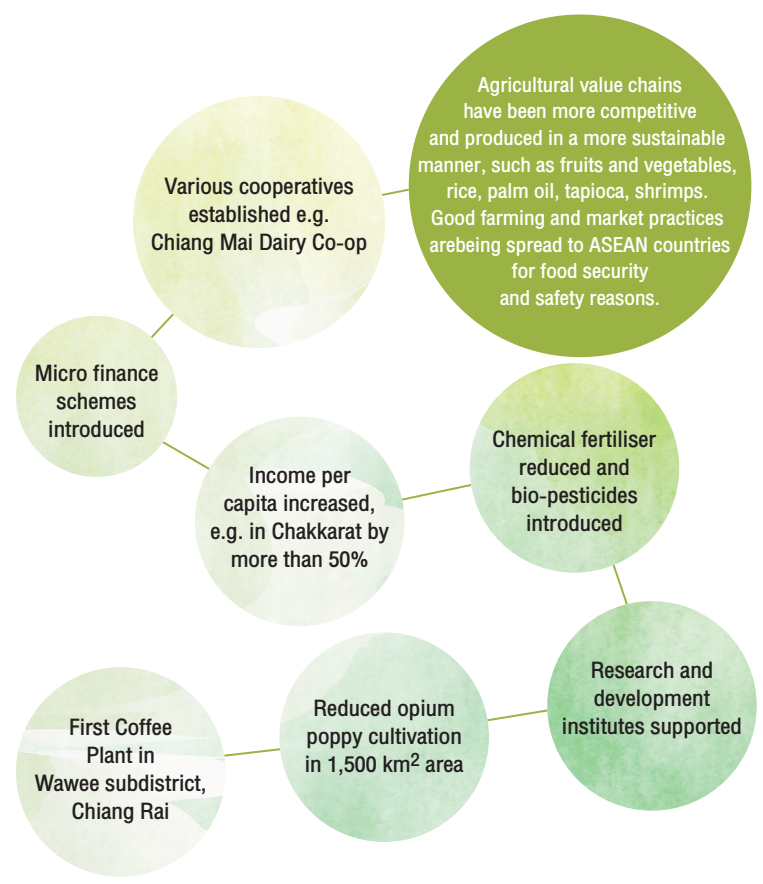 Agricultural value chains
have been more competitive
and produced in a more sustainable
manner, such as fruits and vegetables,
rice, palm oil, tapioca, shrimps.
Good farming and market practices
arebeing spread to ASEAN countries
for food security
and safety reasons.
Various cooperatives
established e.g.
Chiang Mai Dairy Co-op
Micro finance
schemes
introduced
Income per
capita increased,
e.g. in Chakkarat by
more than 50%
Chemical fertiliser
reduced and
bio-pesticides
introduced
Research and
development
institutes supported
Reduced opium
poppy cultivation
in 1,500 km² area
First Coffee
Plant in
Wawee subdistrict,
Chiang Rai